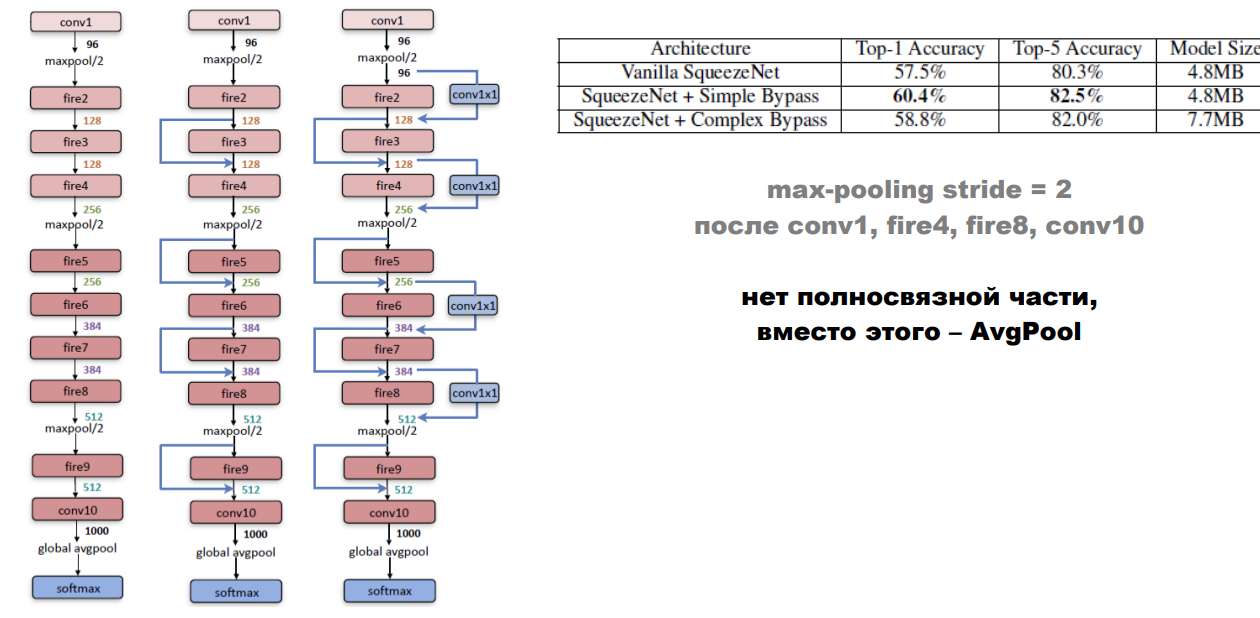 conv1
96
maxpool/2
fire2
128
fire3
128
fire4
256
maxpool/2
fire5
256
fire6
384
fire7
384
fire8
512
maxpool/2
fire9
512
conv10
1000
global avgpool
softmax
conv1
96
maxpool/2
fire2
128
fire3
128
fire4
256
maxpool/2
fire5
256
fire6
384
fire7
384
fire8
512
maxpool/2
fire9
512
conv10
1000
global avgpool
softmax
conv1
96
maxpool/2
96
conv1x1
fire2
128
fire3
128
conv1x1
fire4
256
maxpool/2
fire5
256
conv1x1
fire6
384
fire7
384
conv1x1
fire8
512
maxpool/2
fire9
512
conv10
1000
global avgpool
softmax
Architecture Top-1 Accuracy Top-5 Accuracy Model Size
Vanilla SqueezeNet 57.5% 80.3% 4.8MB
SqueezeNet + Simple Bypass 60.4% 82.5% 4.8MB
SqueezeNet + Complex Bypass 58.8% 82.0% 7.7MB
max-pooling stride = 2
после conv1, fire4, fire8, conv10
нет полносвязной части,
вместо этого – AvgPool